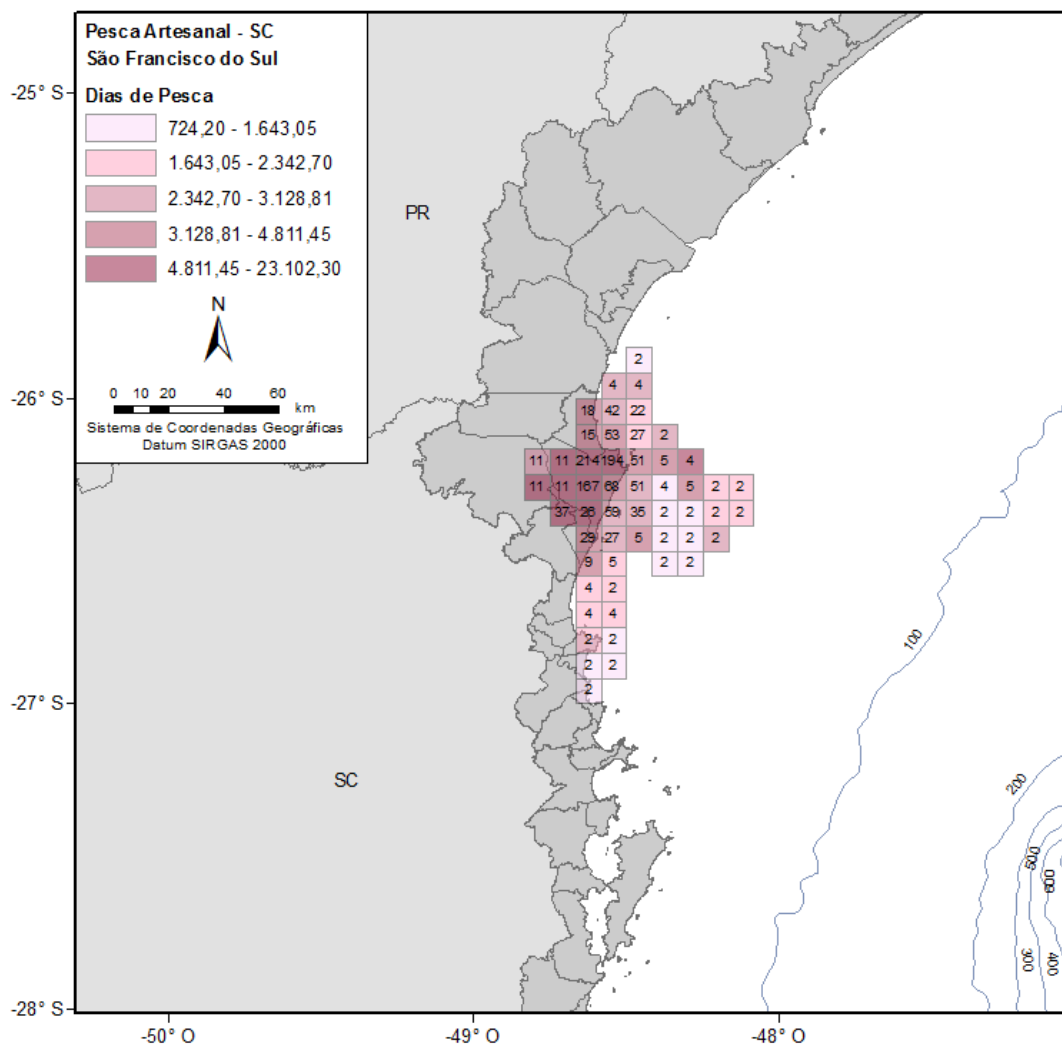 Pesca Artesanal - SC
São Francisco do Sul
Dias de Pesca
724,20 - 1.643,05
1.643,05 - 2.342,70
2.342,70 - 3.128,81
3.128,81 - 4.811,45
4.811,45 - 23.102,30
N
0 10 20 40 60
km
Sistema de Coordenadas Geográficas
Datum SIRGAS 2000
-25° S
PR
2
-26° S
4 4
18 42 22
15 53 27 2
11 11 214 194 51 5 4
11 11 167 68 51 4 5 2 2
37 26 59 35 2 2 2 2
29 27 5 2 2 2
9 5 2 2
4 2
4 4
2 2
2 2
2
100
-27° S
SC
200
500
600
300
400
-28° S
-50° O
-49° O
-48° O